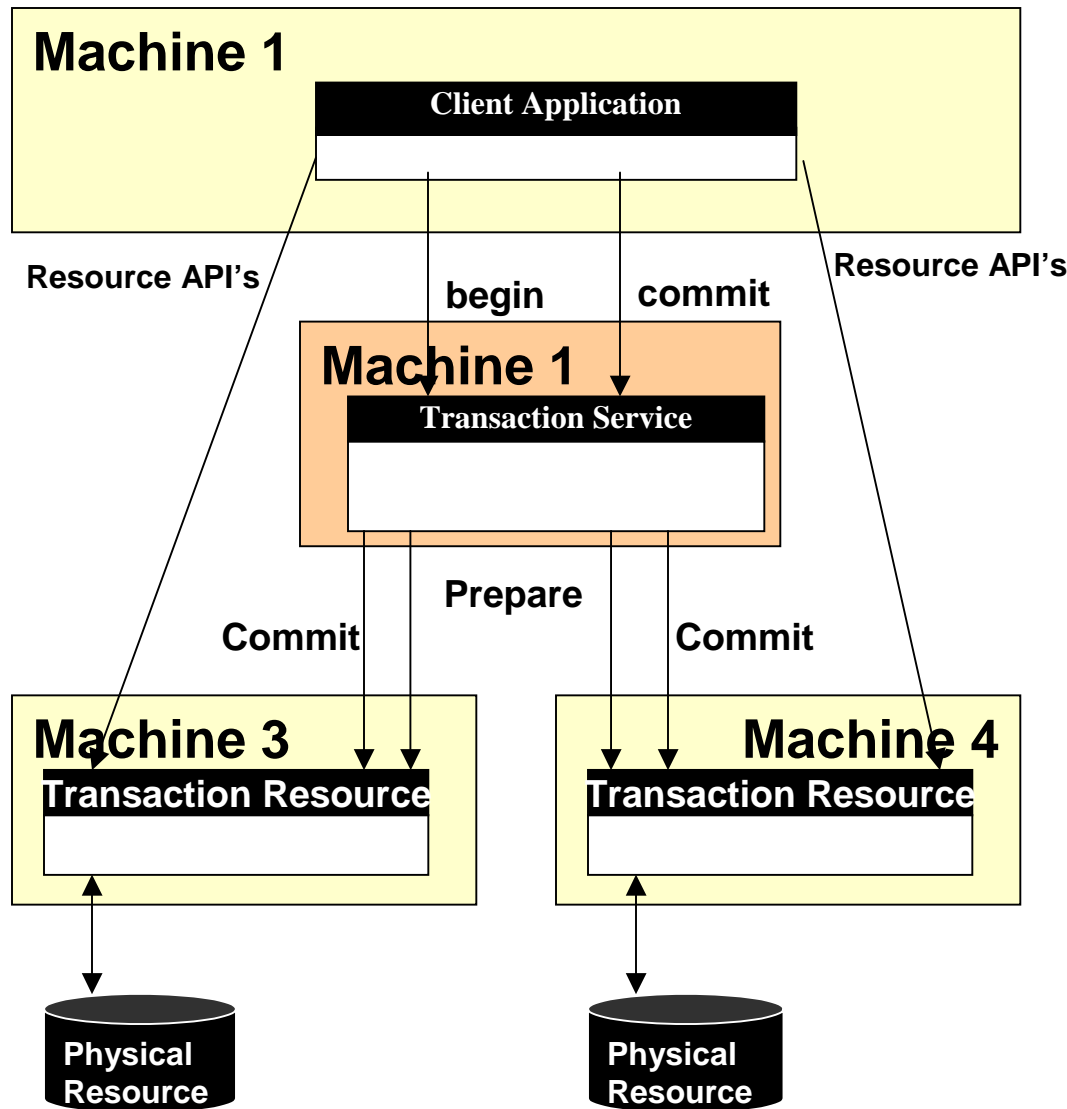 Machine 1
Client Application
Resource API's
Resource API's
begin
commit
Machine 1
Transaction Service
Prepare
Commit
Commit
Machine 3
Machine 4
Transaction Resource
Transaction Resource
Physical
Resource
Physical
Resource